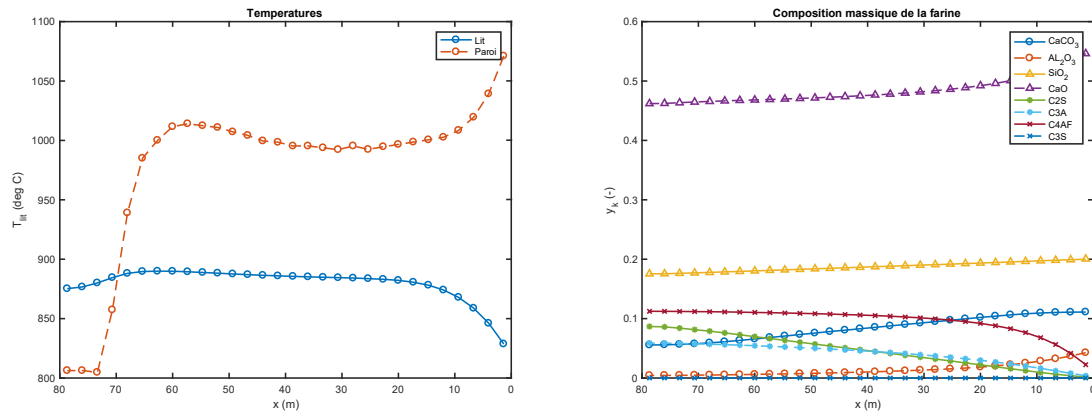 Temperatures
1100
1050
1000
950
900
850
800
T_lit (deg C)
80 70 60 50 40 30 20 10 0
x (m)
Lit
Paroi
Composition massique de la farine
0.6
0.5
0.4
0.3
0.2
0.1
0
y_k (-)
80 70 60 50 40 30 20 10 0
x (m)
CaCO3
AL2O3
SiO2
CaO
C2S
C3A
C4AF
C3S